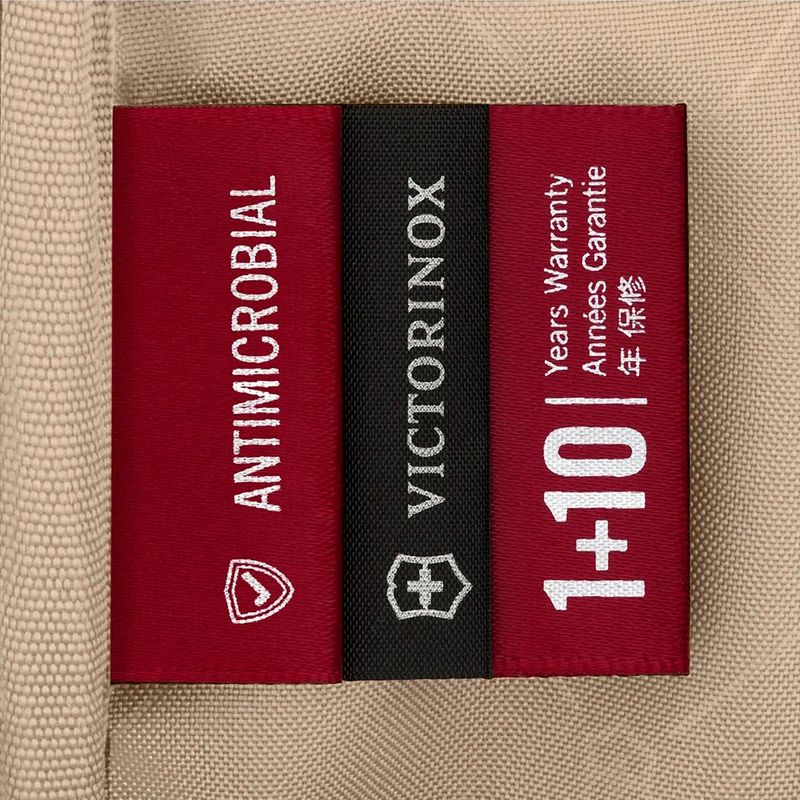 ANTIMICROBIAL
VICTORINOX
1+10
Years Warranty
Années Garantie
年保修